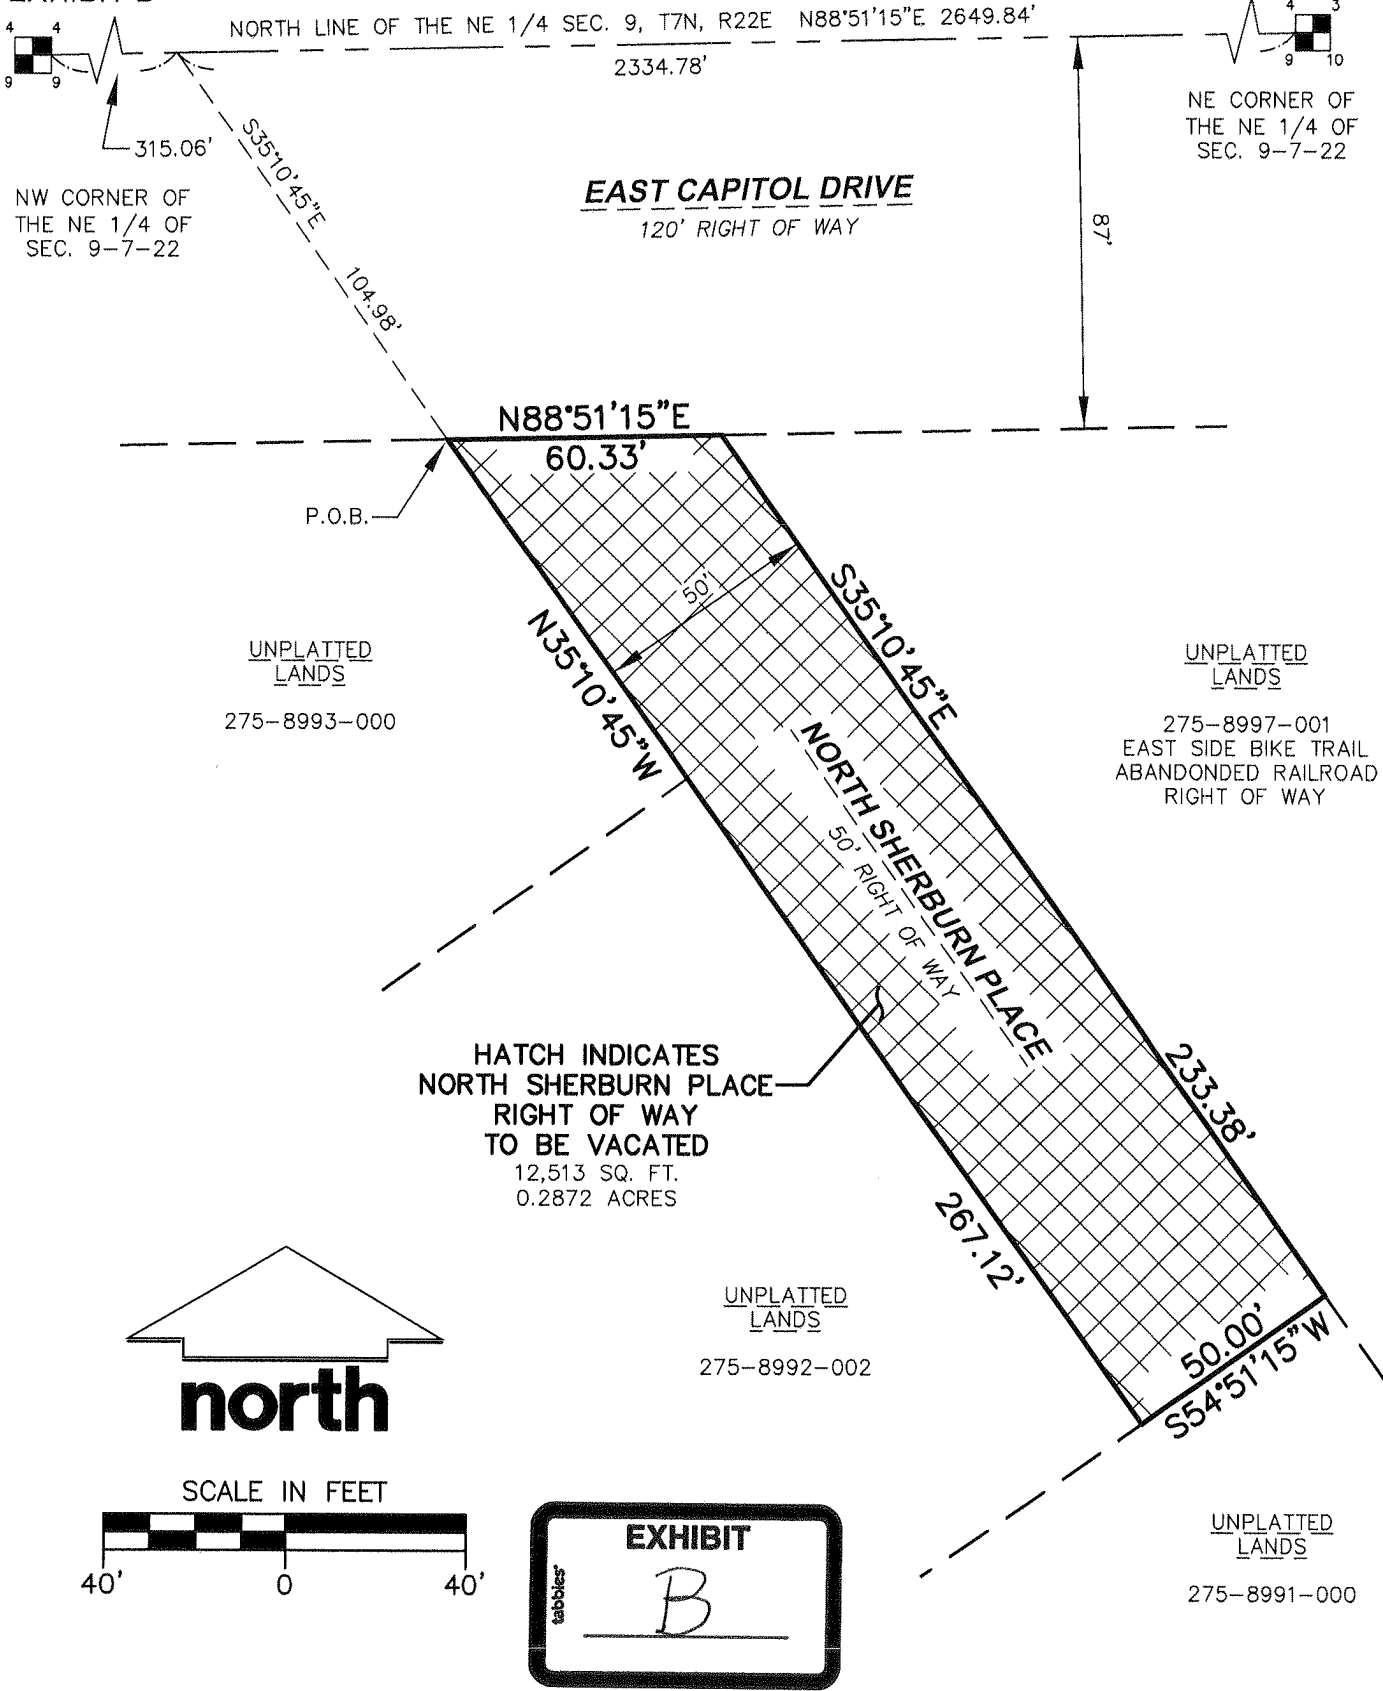 NORTH LINE OF THE NE 1/4 SEC. 9, T7N, R22E N88°51'15"E 2649.84'
2334.78'
4 4
9 9
4 3
9 10
315.06'
NW CORNER OF
THE NE 1/4 OF
SEC. 9-7-22
NE CORNER OF
THE NE 1/4 OF
SEC. 9-7-22
S35°10'45"E
104.98'
EAST CAPITOL DRIVE
120' RIGHT OF WAY
87'
N88°51'15"E
60.33'
P.O.B.
50'
N35°10'45"W
S35°10'45"E
UNPLATTED
LANDS
275-8993-000
UNPLATTED
LANDS
275-8997-001
EAST SIDE BIKE TRAIL
ABANDONDED RAILROAD
RIGHT OF WAY
NORTH SHERBURN PLACE
50' RIGHT OF WAY
HATCH INDICATES
NORTH SHERBURN PLACE
RIGHT OF WAY
TO BE VACATED
12,513 SQ. FT.
0.2872 ACRES
233.38'
267.12'
UNPLATTED
LANDS
275-8992-002
50.00'
S54°51'15"W
north
SCALE IN FEET
40' 0 40'
EXHIBIT
tabbies'
B
UNPLATTED
LANDS
275-8991-000